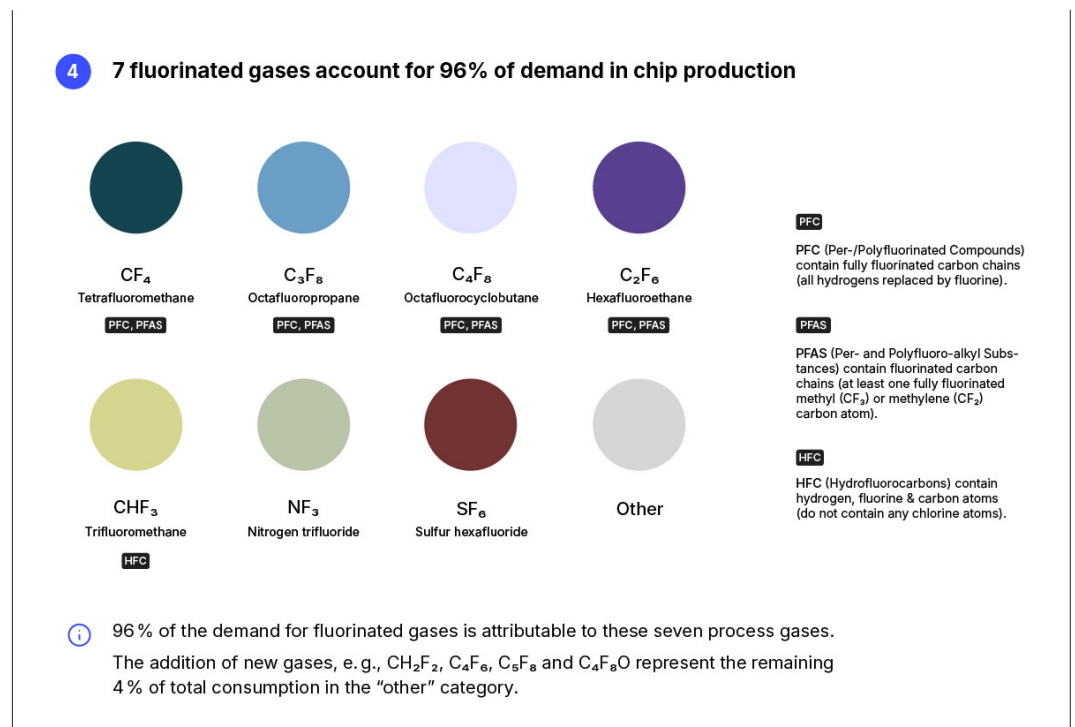 4
7 fluorinated gases account for 96% of demand in chip production
CF₄
Tetrafluoromethane
PFC, PFAS
C₃F₈
Octafluoropropane
PFC, PFAS
C₄F₈
Octafluorocyclobutane
PFC, PFAS
C₂F₆
Hexafluoroethane
PFC, PFAS
CHF₃
Trifluoromethane
HFC
NF₃
Nitrogen trifluoride
SF₆
Sulfur hexafluoride
Other
PFC
PFC (Per-/Polyfluorinated Compounds)
contain fully fluorinated carbon chains
(all hydrogens replaced by fluorine).
PFAS
PFAS (Per- and Polyfluoro-alkyl Subs-
tances) contain fluorinated carbon
chains (at least one fully fluorinated
methyl (CF₃) or methylene (CF₂)
carbon atom).
HFC
HFC (Hydrofluorocarbons) contain
hydrogen, fluorine & carbon atoms
(do not contain any chlorine atoms).
96 % of the demand for fluorinated gases is attributable to these seven process gases.
The addition of new gases, e. g., CH₂F₂, C₄F₆, C₅F₈ and C₄F₈O represent the remaining
4 % of total consumption in the “other” category.